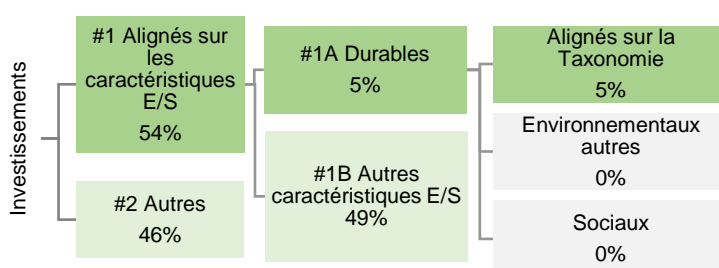 Investissements
#1 Alignés sur
les
caractéristiques
E/S
54%
#2 Autres
46%
#1A Durables
5%
#1B Autres
caractéristiques E/S
49%
Alignés sur la
Taxonomie
5%
Environnementaux
autres
0%
Sociaux
0%